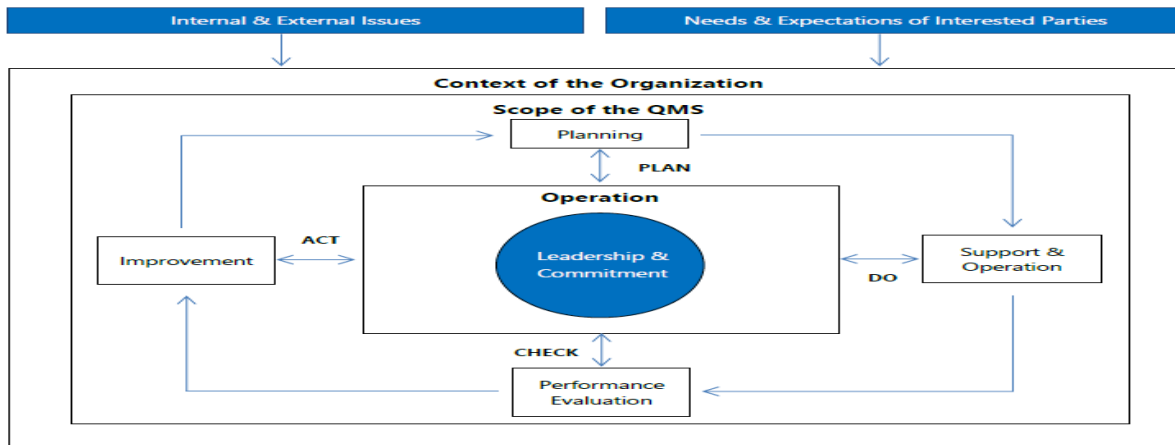 Internal & External Issues
Needs & Expectations of Interested Parties
Context of the Organization
Scope of the QMS
Planning
PLAN
Operation
Leadership &
Commitment
ACT
Improvement
Support &
Operation
DO
CHECK
Performance
Evaluation